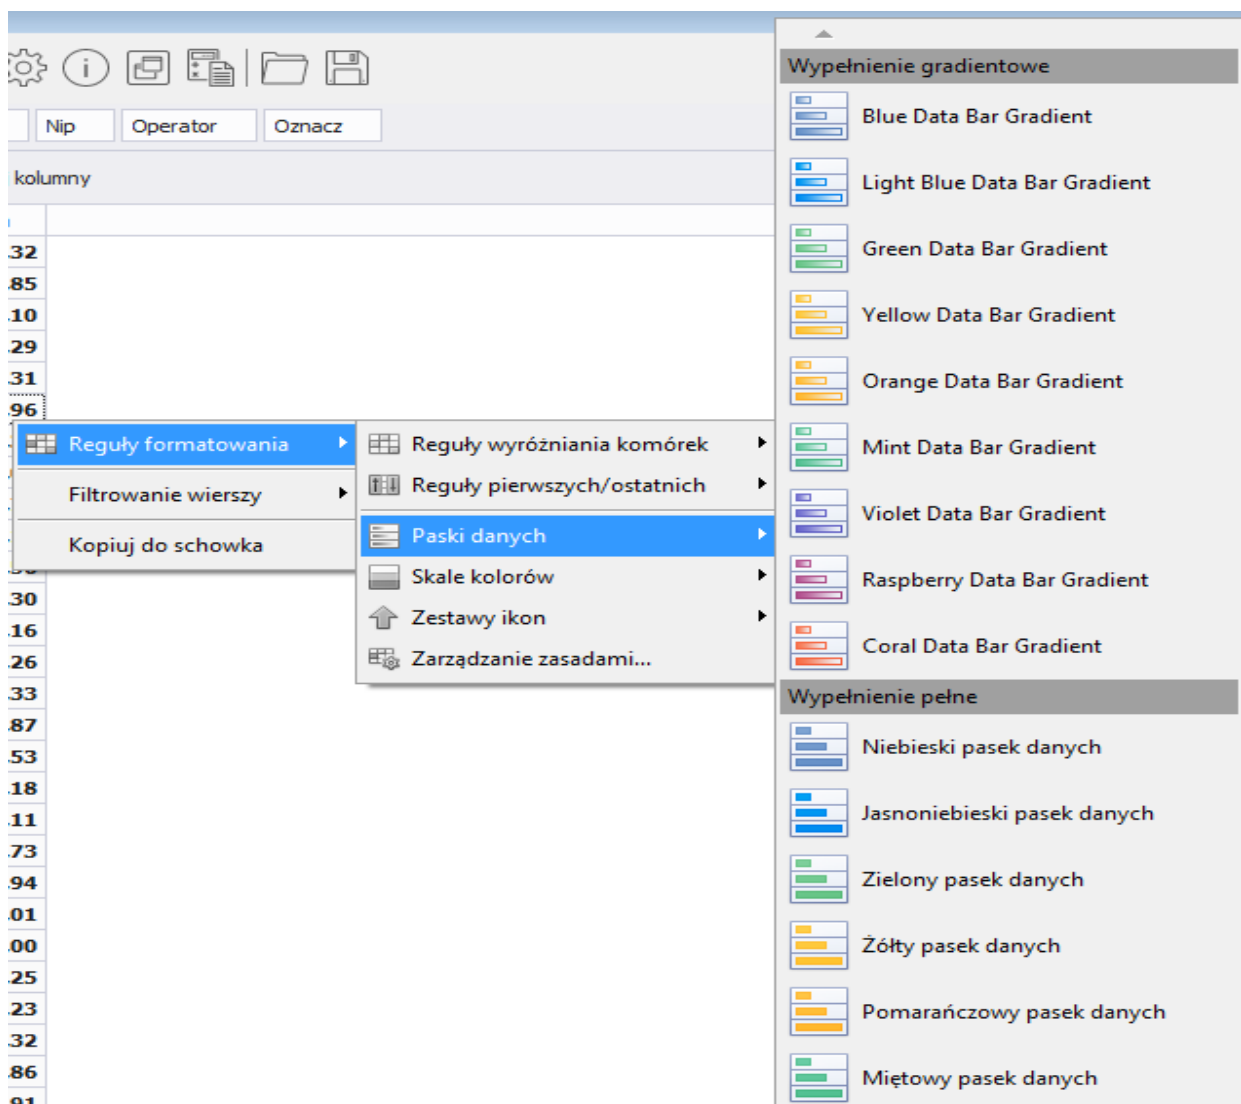 Nip
Operator
Oznacz
kolumny
.32
.85
.10
.29
.31
.96
Reguły formatowania
Filtrowanie wierszy
Kopiuj do schowka
.30
.16
.26
.33
.87
.53
.18
.11
.73
.94
.01
.00
.25
.23
.32
.86
.91
Reguły wyróżniania komórek
Reguły pierwszych/ostatnich
Paski danych
Skale kolorów
Zestawy ikon
Zarządzanie zasadami...
Wypełnienie gradientowe
Blue Data Bar Gradient
Light Blue Data Bar Gradient
Green Data Bar Gradient
Yellow Data Bar Gradient
Orange Data Bar Gradient
Mint Data Bar Gradient
Violet Data Bar Gradient
Raspberry Data Bar Gradient
Coral Data Bar Gradient
Wypełnienie pełne
Niebieski pasek danych
Jasnoniebieski pasek danych
Zielony pasek danych
Żółty pasek danych
Pomarańczowy pasek danych
Miętowy pasek danych